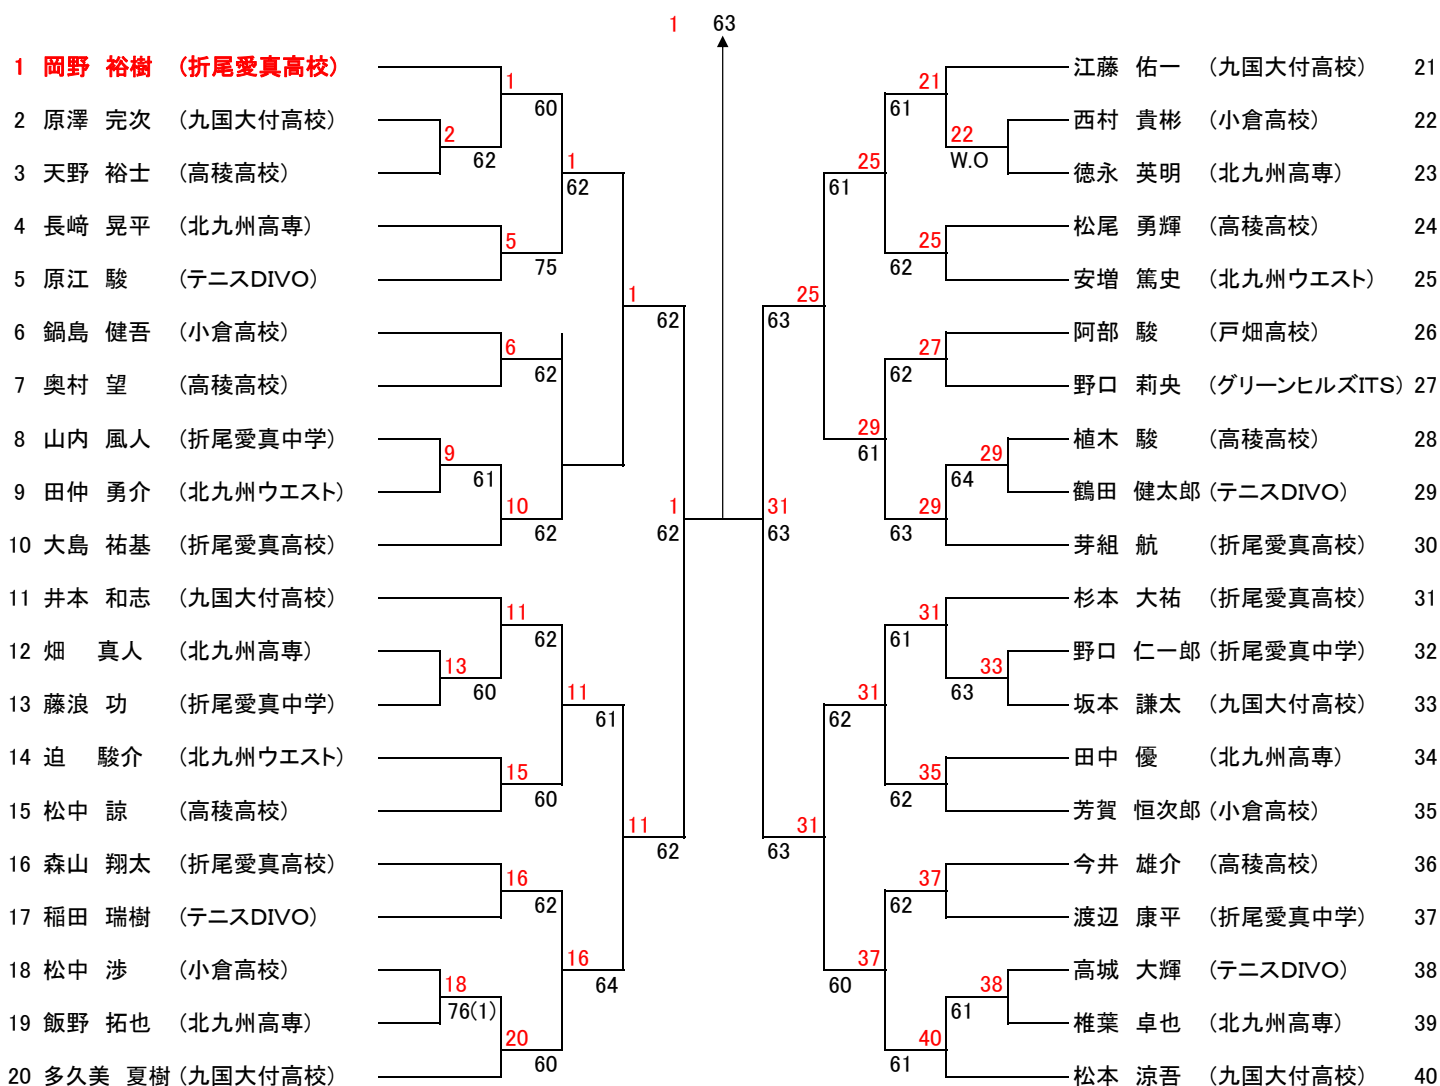 1 63
1 岡野 裕樹 (折尾愛真高校)
江藤 佑一 (九国大付高校) 21
1
21
60
61
2 原澤 完次 (九国大付高校)
西村 貴彬 (小倉高校) 22
2
22
62
W.O
1
25
3 天野 裕士 (高稜高校)
徳永 英明 (北九州高専) 23
62
61
4 長﨑 晃平 (北九州高専)
松尾 勇輝 (高稜高校) 24
5
25
75
62
5 原江 駿 (テニスDIVO)
安増 篤史 (北九州ウエスト) 25
1
25
62
63
6 鍋島 健吾 (小倉高校)
阿部 駿 (戸畑高校) 26
6
27
62
62
7 奥村 望 (高稜高校)
野口 莉央 (グリーンヒルズITS) 27
29
8 山内 風人 (折尾愛真中学)
植木 駿 (高稜高校) 28
9
61
29
61
64
9 田仲 勇介 (北九州ウエスト)
鶴田 健太郎 (テニスDIVO) 29
10
1
31
29
62
62
63
63
10 大島 祐基 (折尾愛真高校)
芽組 航 (折尾愛真高校) 30
11 井本 和志 (九国大付高校)
杉本 大祐 (折尾愛真高校) 31
11
31
62
61
12 畑 真人 (北九州高専)
野口 仁一郎 (折尾愛真中学) 32
13
33
60
63
11
31
13 藤浪 功 (折尾愛真中学)
坂本 謙太 (九国大付高校) 33
61
62
14 迫 駿介 (北九州ウエスト)
田中 優 (北九州高専) 34
15
35
60
62
15 松中 諒 (高稜高校)
芳賀 恒次郎 (小倉高校) 35
11
31
62
63
16 森山 翔太 (折尾愛真高校)
今井 雄介 (高稜高校) 36
16
37
62
62
17 稲田 瑞樹 (テニスDIVO)
渡辺 康平 (折尾愛真中学) 37
16
37
18 松中 渉 (小倉高校)
高城 大輝 (テニスDIVO) 38
18
64
60
38
76(1)
61
19 飯野 拓也 (北九州高専)
椎葉 卓也 (北九州高専) 39
20
40
60
61
20 多久美 夏樹 (九国大付高校)
松本 涼吾 (九国大付高校) 40